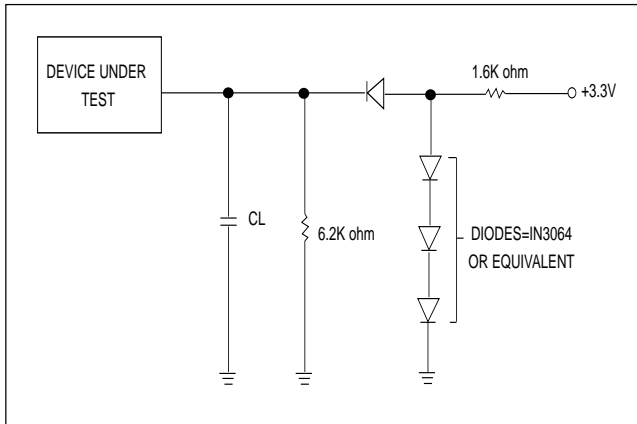 DEVICE UNDER
TEST
1.6K ohm
+3.3V
CL
6.2K ohm
DIODES=IN3064
OR EQUIVALENT